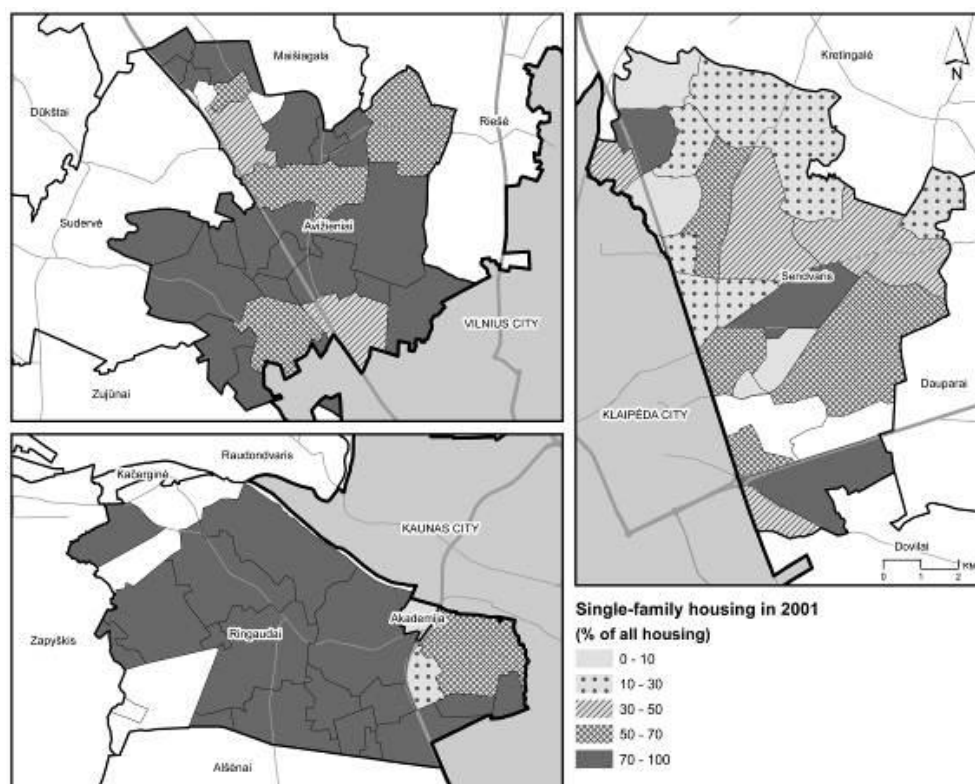 Maišiagala
Dūkštai
Riešė
Sudervė
Avižieniai
VILNIUS CITY
Zujūnai
Kretingalė
N
Sendvaris
Dauparai
KLAIPĖDA CITY
Dovilai
0 1 2 KM
Raudondvaris
Kačerginė
KAUNAS CITY
Akademija
Zapyškis
Ringaudai
Alšėnai
Single-family housing in 2001
(% of all housing)
0 - 10
10 - 30
30 - 50
50 - 70
70 - 100